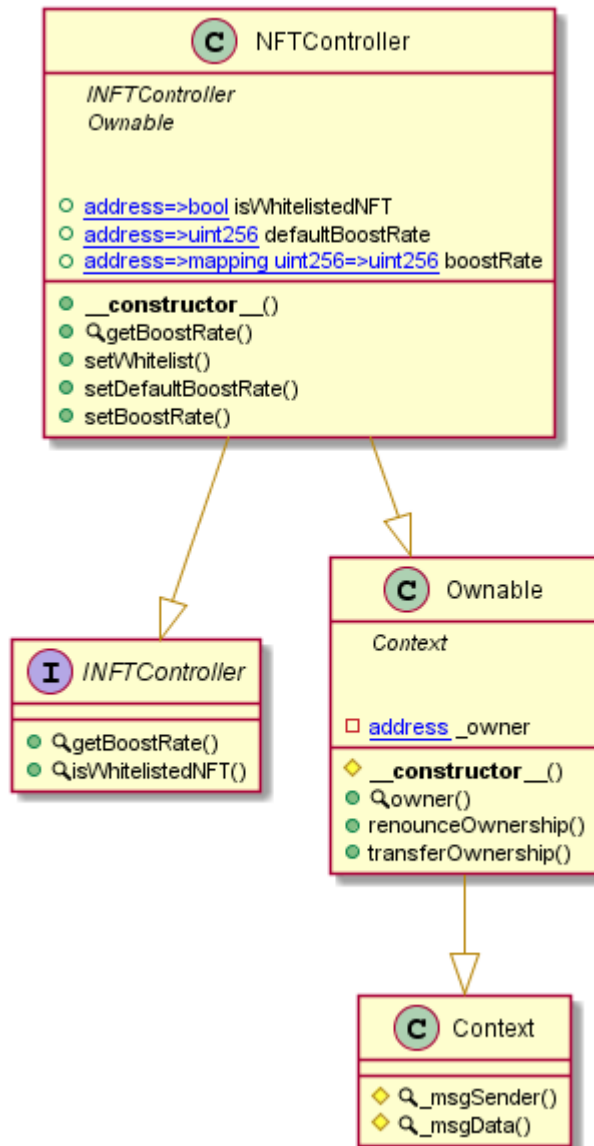 C NFTController
INFTController
Ownable
address=>bool isWhitelistedNFT
address=>uint256 defaultBoostRate
address=>mapping uint256=>uint256 boostRate
__constructor__()
getBoostRate()
setWhitelist()
setDefaultBoostRate()
setBoostRate()
I INFTController
getBoostRate()
isWhitelistedNFT()
C Ownable
Context
address _owner
__constructor__()
owner()
renounceOwnership()
transferOwnership()
C Context
_msgSender()
_msgData()